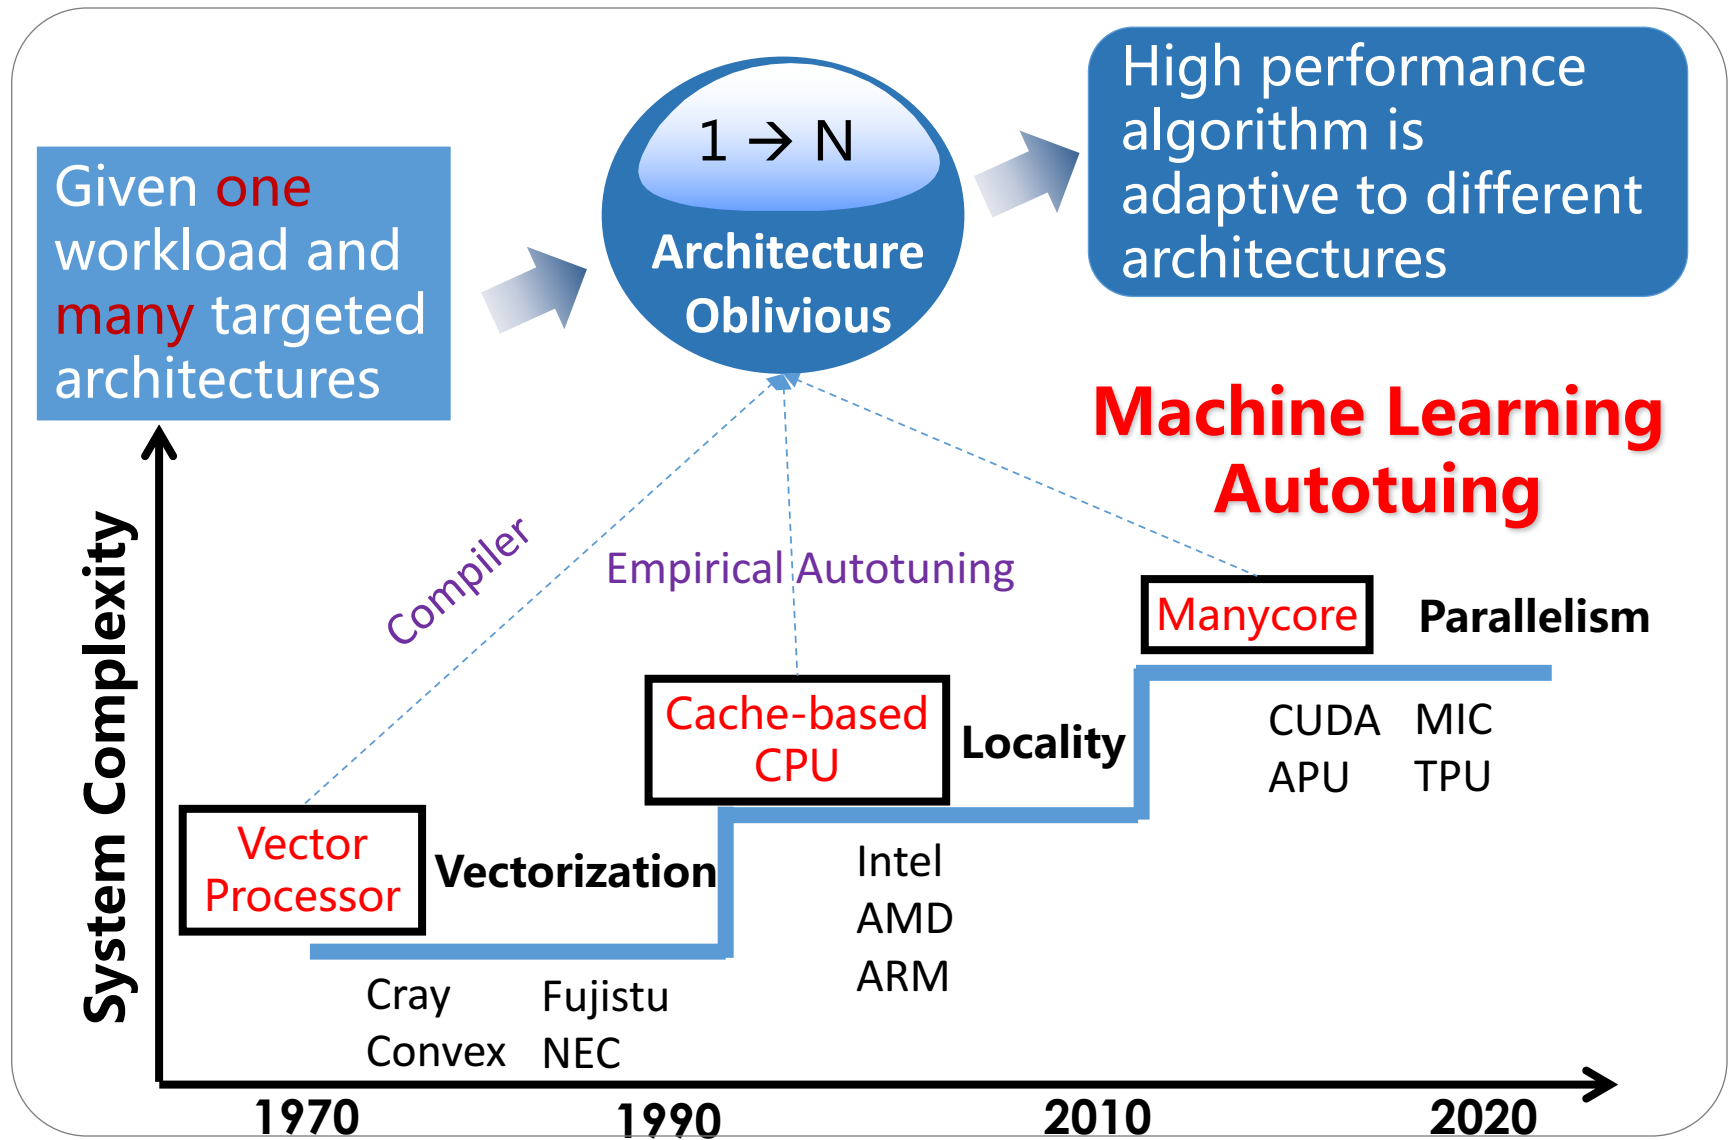 Given one
workload and
many targeted
architectures
1 → N
Architecture
Oblivious
High performance
algorithm is
adaptive to different
architectures
Machine Learning
Autotuing
System Complexity
Compiler
Empirical Autotuning
Manycore
Parallelism
CUDA MIC
APU TPU
Cache-based
CPU
Locality
Intel
AMD
ARM
Vector
Processor
Vectorization
Cray Fujistu
Convex NEC
1970 1990 2010 2020